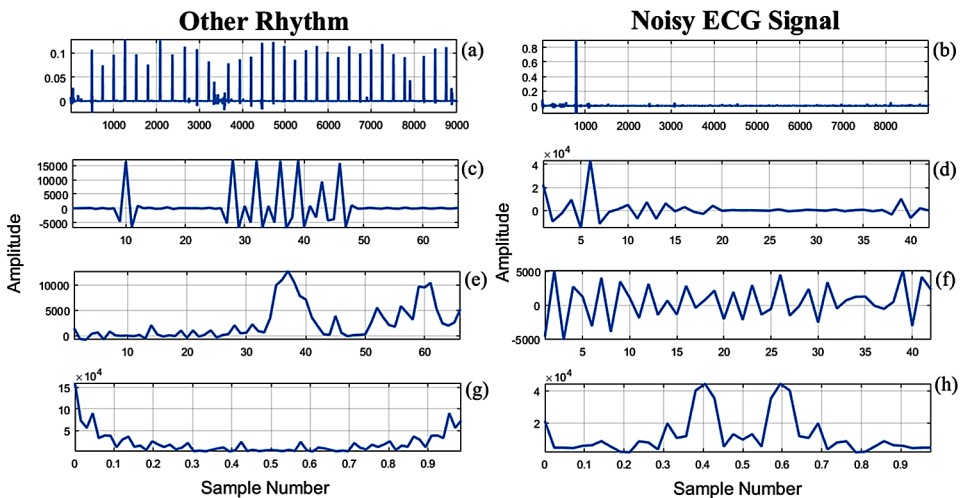 Other Rhythm
Noisy ECG Signal
(a)
0.1
0.05
0
1000 2000 3000 4000 5000 6000 7000 8000 9000
(b)
0.8
0.6
0.4
0.2
0
1000 2000 3000 4000 5000 6000 7000 8000
(c)
15000
10000
5000
0
-5000
10 20 30 40 50 60
(d)
×10⁴
4
2
0
5 10 15 20 25 30 35 40
Amplitude
Amplitude
(e)
10000
5000
0
10 20 30 40 50 60
(f)
5000
0
-5000
5 10 15 20 25 30 35 40
(g)
×10⁴
15
10
5
0 0.1 0.2 0.3 0.4 0.5 0.6 0.7 0.8 0.9
(h)
×10⁴
4
2
0 0.1 0.2 0.3 0.4 0.5 0.6 0.7 0.8 0.9
Sample Number
Sample Number